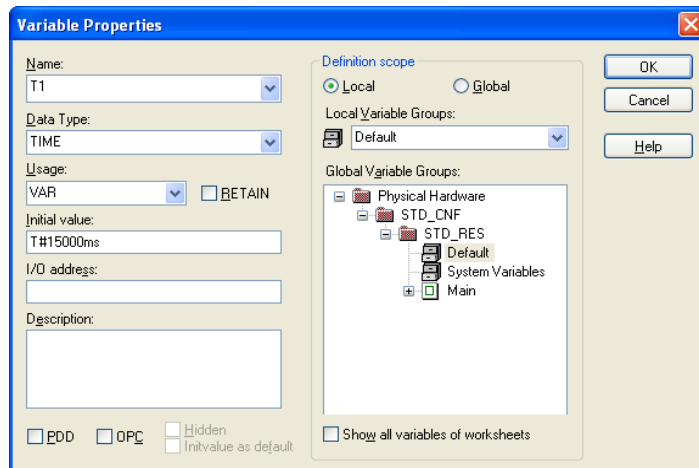 Variable Properties
Name:
T1
Data Type:
TIME
Usage:
VAR
RETAIN
Initial value:
T#15000ms
I/O address:
Description:
PDD
OPC
Hidden
Initvalue as default
Definition scope
Local
Global
Local Variable Groups:
Default
Global Variable Groups:
Physical Hardware
STD_CNF
STD_RES
Default
System Variables
Main
Show all variables of worksheets
OK
Cancel
Help